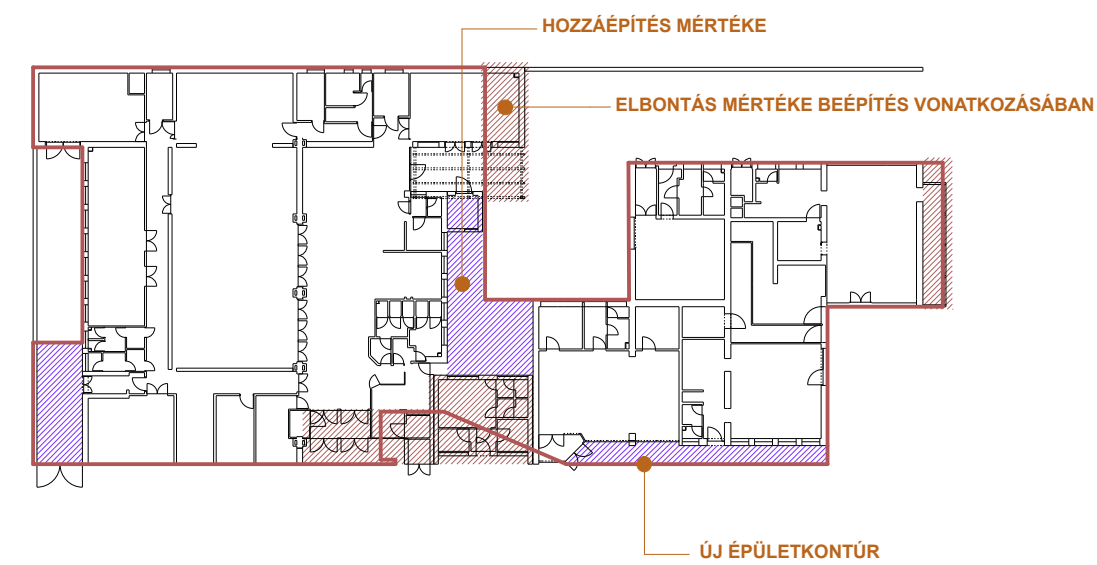 HOZZÁÉPÍTÉS MÉRTÉKE
ELBONTÁS MÉRTÉKE BEÉPÍTÉS VONATKOZÁSÁBAN
ÚJ ÉPÜLETKONTÚR